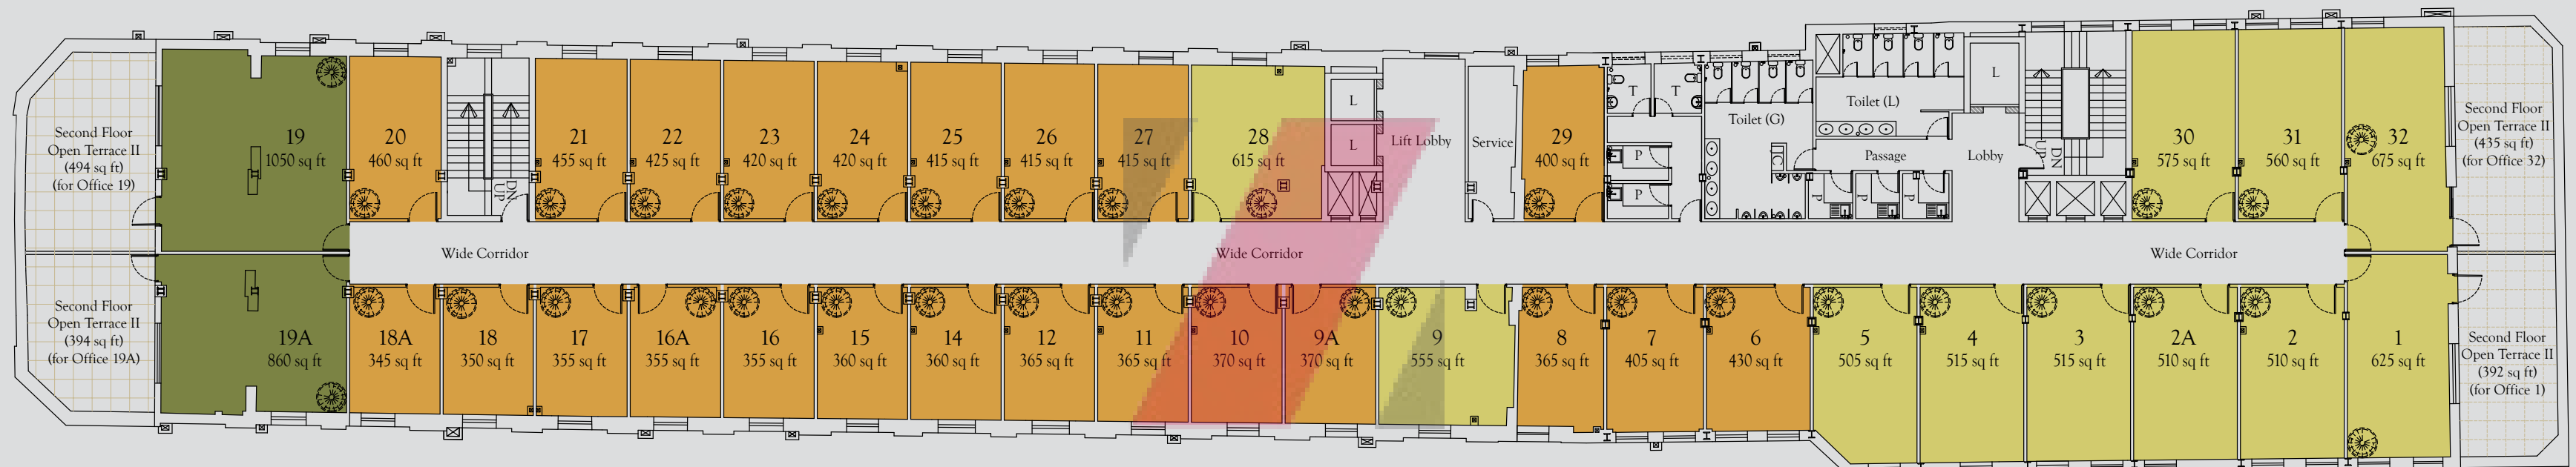 Second Floor
Open Terrace II
(494 sq ft)
(for Office 19)
19
1050 sq ft
20
460 sq ft
DN
UP
21
455 sq ft
22
425 sq ft
23
420 sq ft
24
420 sq ft
25
415 sq ft
26
415 sq ft
27
415 sq ft
28
615 sq ft
L
L
Lift Lobby
Service
29
400 sq ft
T
T
P
P
Toilet (G)
Toilet (L)
Passage
P
P
P
L
Lobby
DN
UP
30
575 sq ft
31
560 sq ft
32
675 sq ft
Second Floor
Open Terrace II
(435 sq ft)
(for Office 32)
Wide Corridor
Wide Corridor
Wide Corridor
Second Floor
Open Terrace II
(394 sq ft)
(for Office 19A)
19A
860 sq ft
18A
345 sq ft
18
350 sq ft
17
355 sq ft
16A
355 sq ft
16
355 sq ft
15
360 sq ft
14
360 sq ft
12
365 sq ft
11
365 sq ft
10
370 sq ft
9A
370 sq ft
9
555 sq ft
8
365 sq ft
7
405 sq ft
6
430 sq ft
5
505 sq ft
4
515 sq ft
3
515 sq ft
2A
510 sq ft
2
510 sq ft
1
625 sq ft
Second Floor
Open Terrace II
(392 sq ft)
(for Office 1)